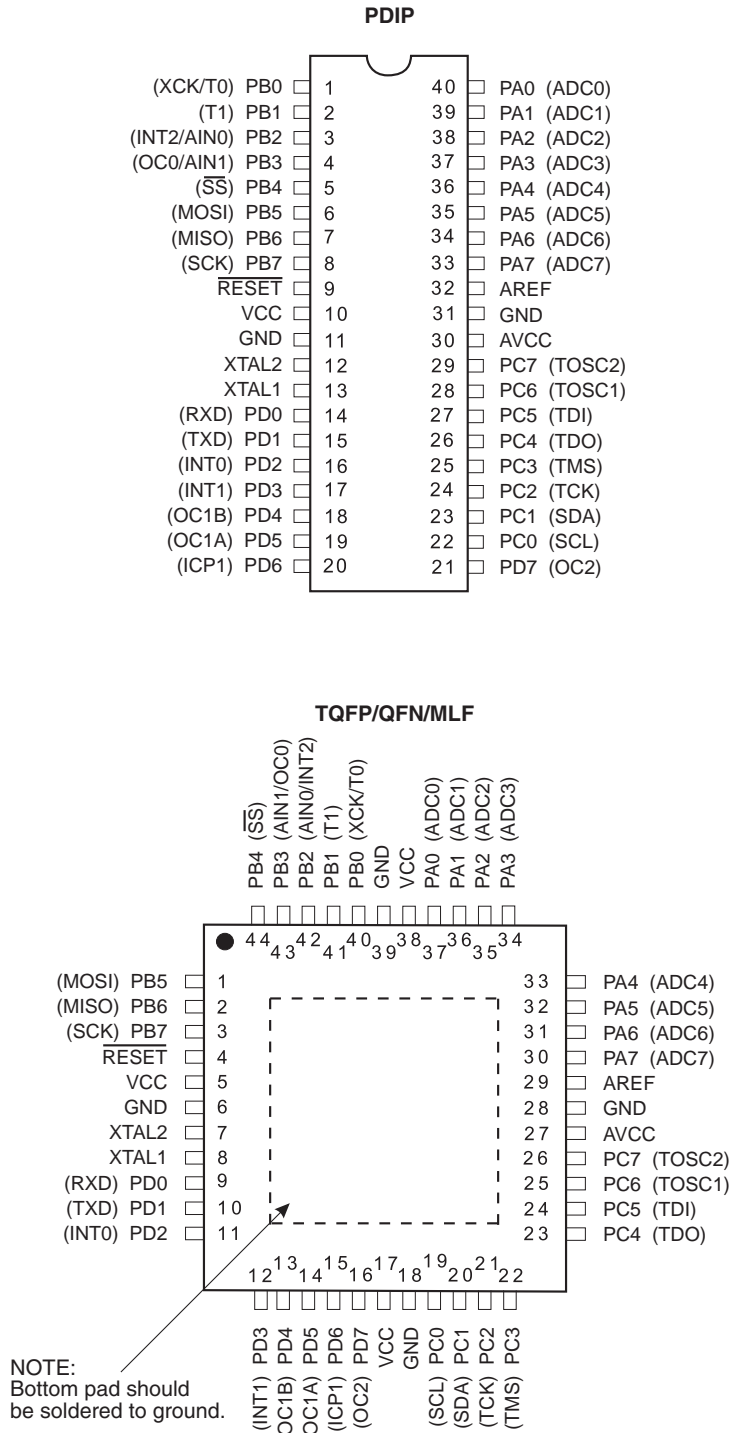 PDIP
(XCK/T0) PB0 1 40 PA0 (ADC0)
(T1) PB1 2 39 PA1 (ADC1)
(INT2/AIN0) PB2 3 38 PA2 (ADC2)
(OC0/AIN1) PB3 4 37 PA3 (ADC3)
(SS) PB4 5 36 PA4 (ADC4)
(MOSI) PB5 6 35 PA5 (ADC5)
(MISO) PB6 7 34 PA6 (ADC6)
(SCK) PB7 8 33 PA7 (ADC7)
RESET 9 32 AREF
VCC 10 31 GND
GND 11 30 AVCC
XTAL2 12 29 PC7 (TOSC2)
XTAL1 13 28 PC6 (TOSC1)
(RXD) PD0 14 27 PC5 (TDI)
(TXD) PD1 15 26 PC4 (TDO)
(INT0) PD2 16 25 PC3 (TMS)
(INT1) PD3 17 24 PC2 (TCK)
(OC1B) PD4 18 23 PC1 (SDA)
(OC1A) PD5 19 22 PC0 (SCL)
(ICP1) PD6 20 21 PD7 (OC2)
TQFP/QFN/MLF
PB4 (SS)
PB3 (AIN1/OC0)
PB2 (AIN0/INT2)
PB1 (T1)
PB0 (XCK/T0)
GND
VCC
PA0 (ADC0)
PA1 (ADC1)
PA2 (ADC2)
PA3 (ADC3)
44 43 42 41 40 39 38 37 36 35 34
(MOSI) PB5 1 33 PA4 (ADC4)
(MISO) PB6 2 32 PA5 (ADC5)
(SCK) PB7 3 31 PA6 (ADC6)
RESET 4 30 PA7 (ADC7)
VCC 5 29 AREF
GND 6 28 GND
XTAL2 7 27 AVCC
XTAL1 8 26 PC7 (TOSC2)
(RXD) PD0 9 25 PC6 (TOSC1)
(TXD) PD1 10 24 PC5 (TDI)
(INT0) PD2 11 23 PC4 (TDO)
12 13 14 15 16 17 18 19 20 21 22
(INT1) PD3
OC1B) PD4
OC1A) PD5
(ICP1) PD6
(OC2) PD7
VCC
GND
(SCL) PC0
(SDA) PC1
(TCK) PC2
(TMS) PC3
NOTE:
Bottom pad should
be soldered to ground.